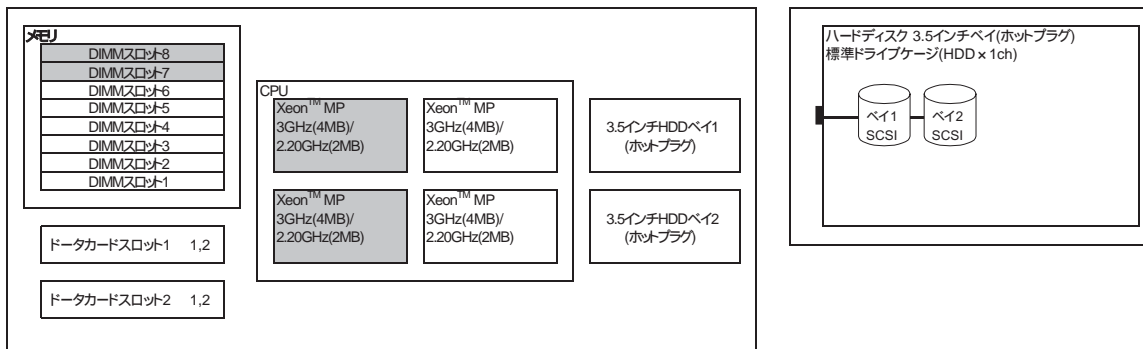 メモリ
DIMMスロット8
DIMMスロット7
DIMMスロット6
DIMMスロット5
DIMMスロット4
DIMMスロット3
DIMMスロット2
DIMMスロット1
ドータカードスロット1 1,2
ドータカードスロット2 1,2
CPU
Xeon™ MP
3GHz(4MB)/
2.20GHz(2MB)
Xeon™ MP
3GHz(4MB)/
2.20GHz(2MB)
Xeon™ MP
3GHz(4MB)/
2.20GHz(2MB)
Xeon™ MP
3GHz(4MB)/
2.20GHz(2MB)
3.5インチHDDベイ1
(ホットプラグ)
3.5インチHDDベイ2
(ホットプラグ)
ハードディスク 3.5インチベイ(ホットプラグ)
標準ドライブケージ(HDD×1ch)
ベイ1
SCSI
ベイ2
SCSI